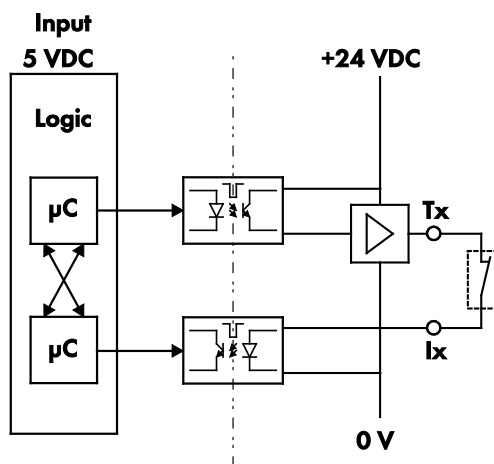 Input
5 VDC
+24 VDC
Logic
µC
Tx
µC
Ix
0 V